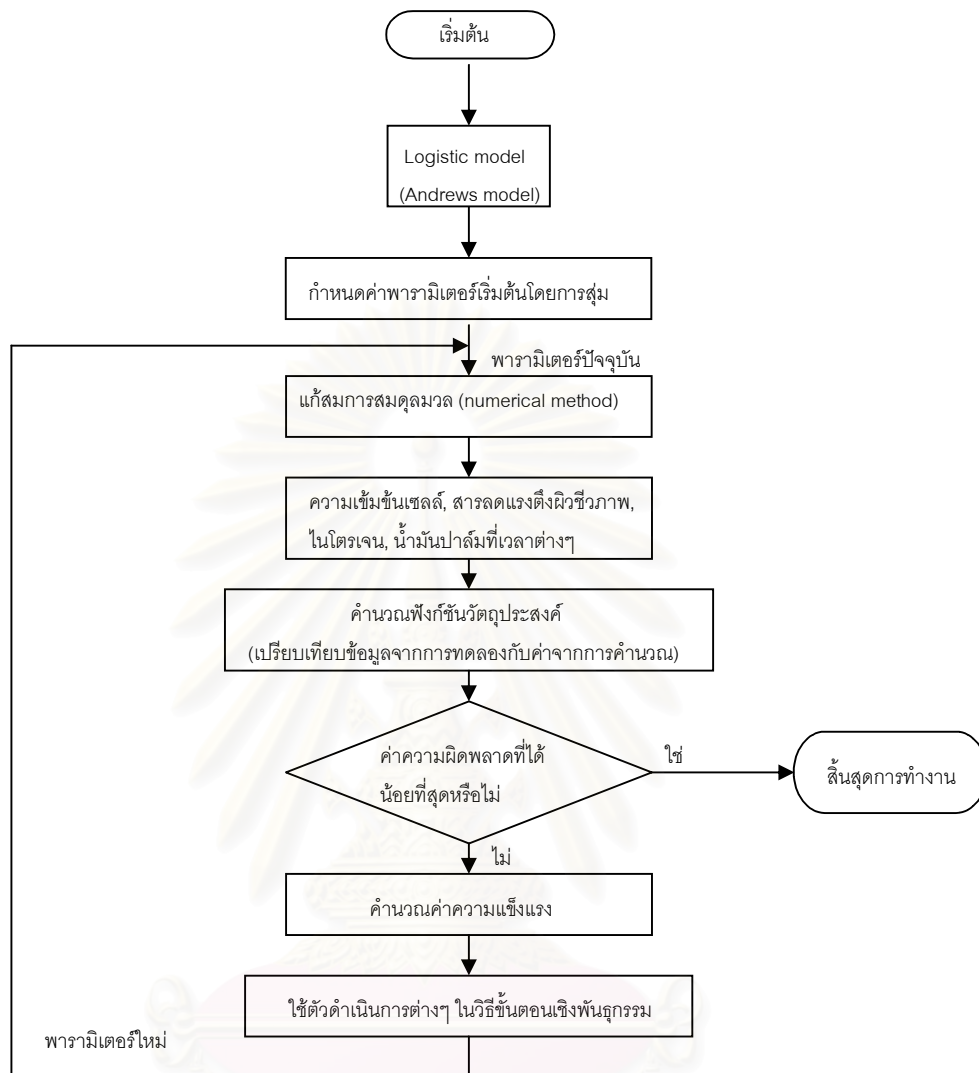 เริ่มต้น
Logistic model
(Andrews model)
กำหนดค่าพารามิเตอร์เริ่มต้นโดยการสุ่ม
พารามิเตอร์ปัจจุบัน
แก้สมการสมดุลมวล (numerical method)
ความเข้มข้นเซลล์, สารลดแรงตึงผิวชีวภาพ,
ไนโตรเจน, น้ำมันปาล์มที่เวลาต่างๆ
คำนวณฟังก์ชันวัตถุประสงค์
(เปรียบเทียบข้อมูลจากการทดลองกับค่าจากการคำนวณ)
ค่าความผิดพลาดที่ได้
น้อยที่สุดหรือไม่
ใช่
สิ้นสุดการทำงาน
ไม่
คำนวณค่าความแข็งแรง
ใช้ตัวดำเนินการต่างๆ ในวิธีขั้นตอนเชิงพันธุกรรม
พารามิเตอร์ใหม่